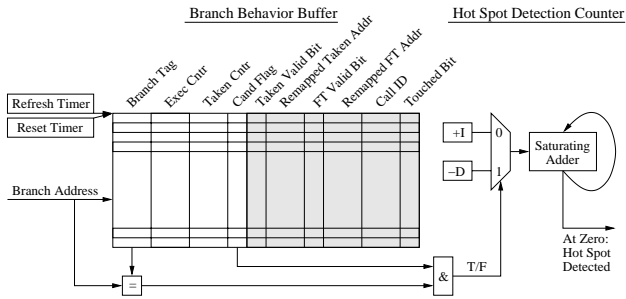 Branch Behavior Buffer
Hot Spot Detection Counter
Branch Tag
Exec Cntr
Taken Cntr
Cand Flag
Taken Valid Bit
Remapped Taken Addr
FT Valid Bit
Remapped FT Addr
Call ID
Touched Bit
Refresh Timer
Reset Timer
Branch Address
+I
0
−D
1
Saturating
Adder
At Zero:
Hot Spot
Detected
=
&
T/F